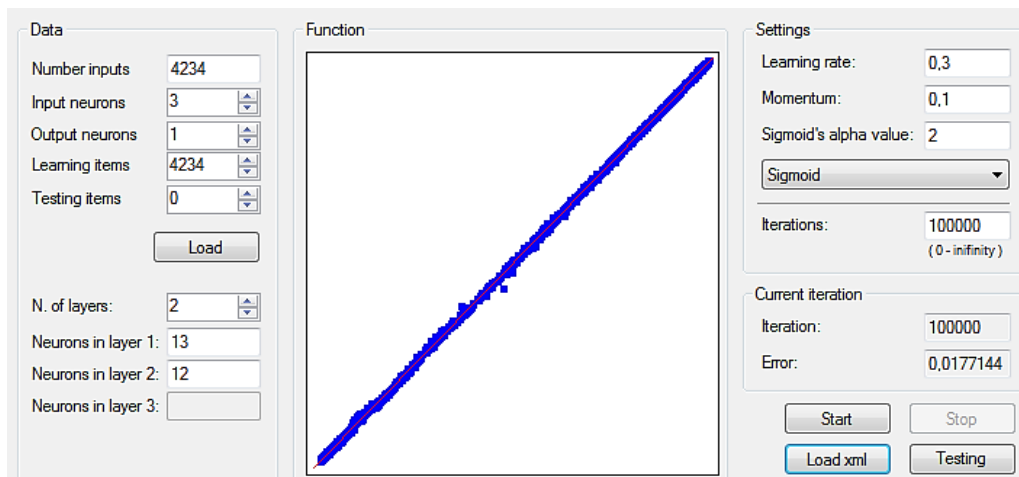 Data
Number inputs 4234
Input neurons 3
Output neurons 1
Learning items 4234
Testing items 0
Load
N. of layers: 2
Neurons in layer 1: 13
Neurons in layer 2: 12
Neurons in layer 3:
Function
Settings
Learning rate: 0,3
Momentum: 0,1
Sigmoid's alpha value: 2
Sigmoid
Iterations: 100000
( 0 - inifinity )
Current iteration
Iteration: 100000
Error: 0,0177144
Start Stop
Load xml Testing